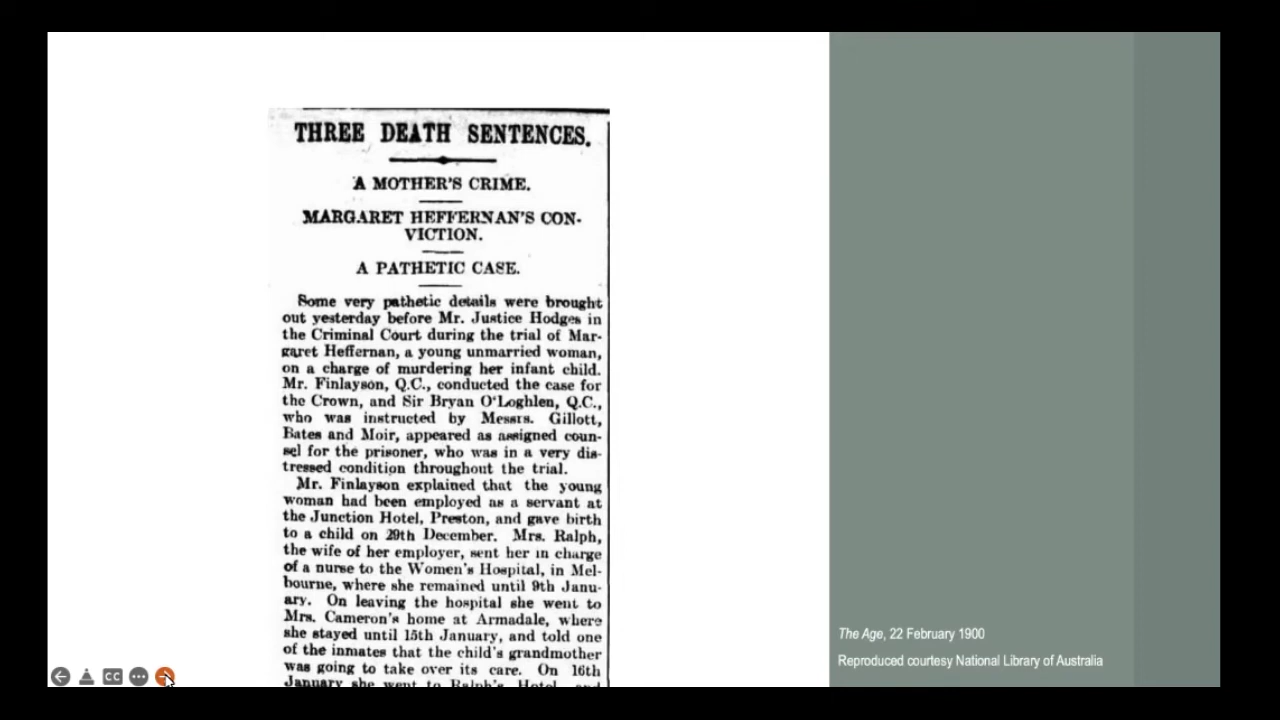 THREE DEATH SENTENCES.
A MOTHER'S CRIME.
MARGARET HEFFERNAN'S CON-
VICTION.
A PATHETIC CASE.
Some very pathetic details were brought
out yesterday before Mr. Justice Hodges in
the Criminal Court during the trial of Mar-
garet Heffernan, a young unmarried woman,
on a charge of murdering her infant child.
Mr. Finlayson, Q.C., conducted the case for
the Crown, and Sir Bryan O'Loghlen, Q.C.,
who was instructed by Messrs. Gillott,
Bates and Moir, appeared as assigned coun-
sel for the prisoner, who was in a very dis-
tressed condition throughout the trial.
Mr. Finlayson explained that the young
woman had been employed as a servant at
the Junction Hotel, Preston, and gave birth
to a child on 29th December. Mrs. Ralph,
the wife of her employer, sent her in charge
of a nurse to the Women's Hospital, in Mel-
bourne, where she remained until 9th Janu-
ary. On leaving the hospital she went to
Mrs. Cameron's home at Armadale, where
she stayed until 15th January, and told one
of the inmates that the child's grandmother
was going to take over its care. On 16th
January she went to Ralph's Hotel, and
The Age, 22 February 1900
Reproduced courtesy National Library of Australia
CC